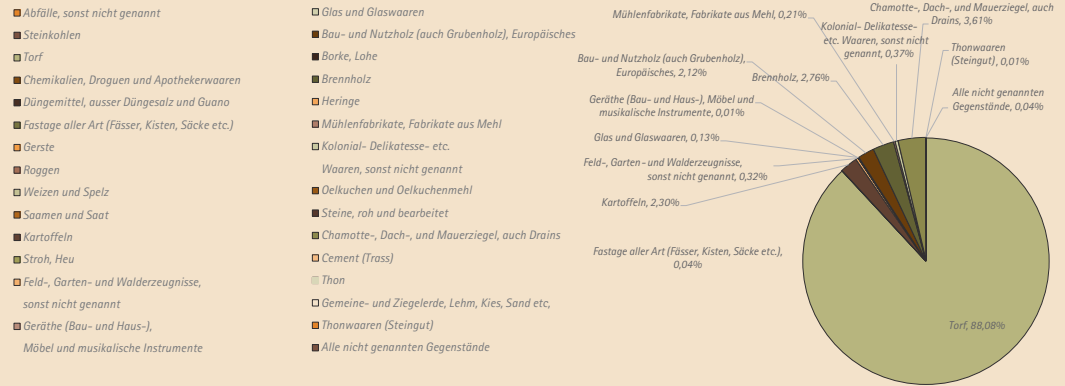 Abfälle, sonst nicht genannt
Steinkohlen
Torf
Chemikalien, Droguen und Apothekerwaaren
Düngemittel, ausser Düngesalz und Guano
Fastage aller Art (Fässer, Kisten, Säcke etc.)
Gerste
Roggen
Weizen und Spelz
Saamen und Saat
Kartoffeln
Stroh, Heu
Feld-, Garten- und Walderzeugnisse,
sonst nicht genannt
Geräthe (Bau- und Haus-),
Möbel und musikalische Instrumente
Glas und Glaswaaren
Bau- und Nutzholz (auch Grubenholz), Europäisches
Borke, Lohe
Brennholz
Heringe
Mühlenfabrikate, Fabrikate aus Mehl
Kolonial- Delikatesse- etc.
Waaren, sonst nicht genannt
Oelkuchen und Oelkuchenmehl
Steine, roh und bearbeitet
Chamotte-, Dach-, und Mauerziegel, auch Drains
Cement (Trass)
Thon
Gemeine- und Ziegelerde, Lehm, Kies, Sand etc,
Thonwaaren (Steingut)
Alle nicht genannten Gegenstände
Mühlenfabrikate, Fabrikate aus Mehl, 0,21%
Chamotte-, Dach-, und Mauerziegel, auch
Drains, 3,61%
Kolonial- Delikatesse-
etc. Waaren, sonst nicht
genannt, 0,37%
Thonwaaren
(Steingut), 0,01%
Bau- und Nutzholz (auch Grubenholz),
Europäisches, 2,12%
Brennholz, 2,76%
Alle nicht genannten
Gegenstände, 0,04%
Geräthe (Bau- und Haus-), Möbel und
musikalische Instrumente, 0,01%
Glas und Glaswaaren, 0,13%
Feld-, Garten- und Walderzeugnisse,
sonst nicht genannt, 0,32%
Kartoffeln, 2,30%
Fastage aller Art (Fässer, Kisten, Säcke etc.),
0,04%
Torf, 88,08%